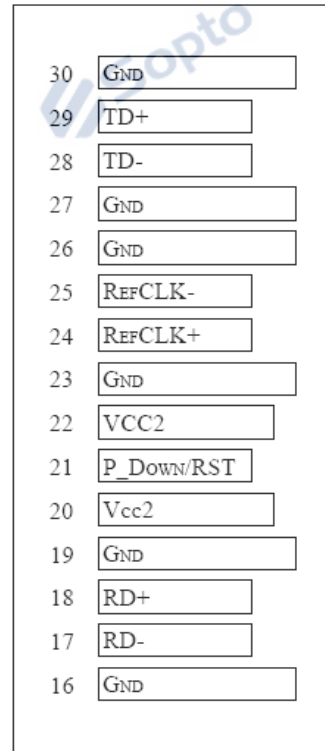 Sopto
30 GND
29 TD+
28 TD-
27 GND
26 GND
25 REFCLK-
24 REFCLK+
23 GND
22 VCC2
21 P_DOWN/RST
20 Vcc2
19 GND
18 RD+
17 RD-
16 GND